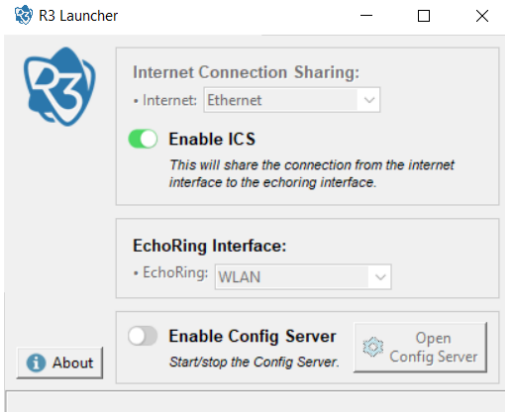 R3 Launcher
R3
Internet Connection Sharing:
• Internet: Ethernet
Enable ICS
This will share the connection from the internet
interface to the echoring interface.
EchoRing Interface:
• EchoRing: WLAN
Enable Config Server
Start/stop the Config Server.
Open
Config Server
About